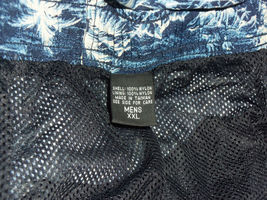 SHELL: 100% NYLON
LINING: 100% NYLON
MADE IN TAIWAN
SEE SIDE FOR CARE
MENS
XXL